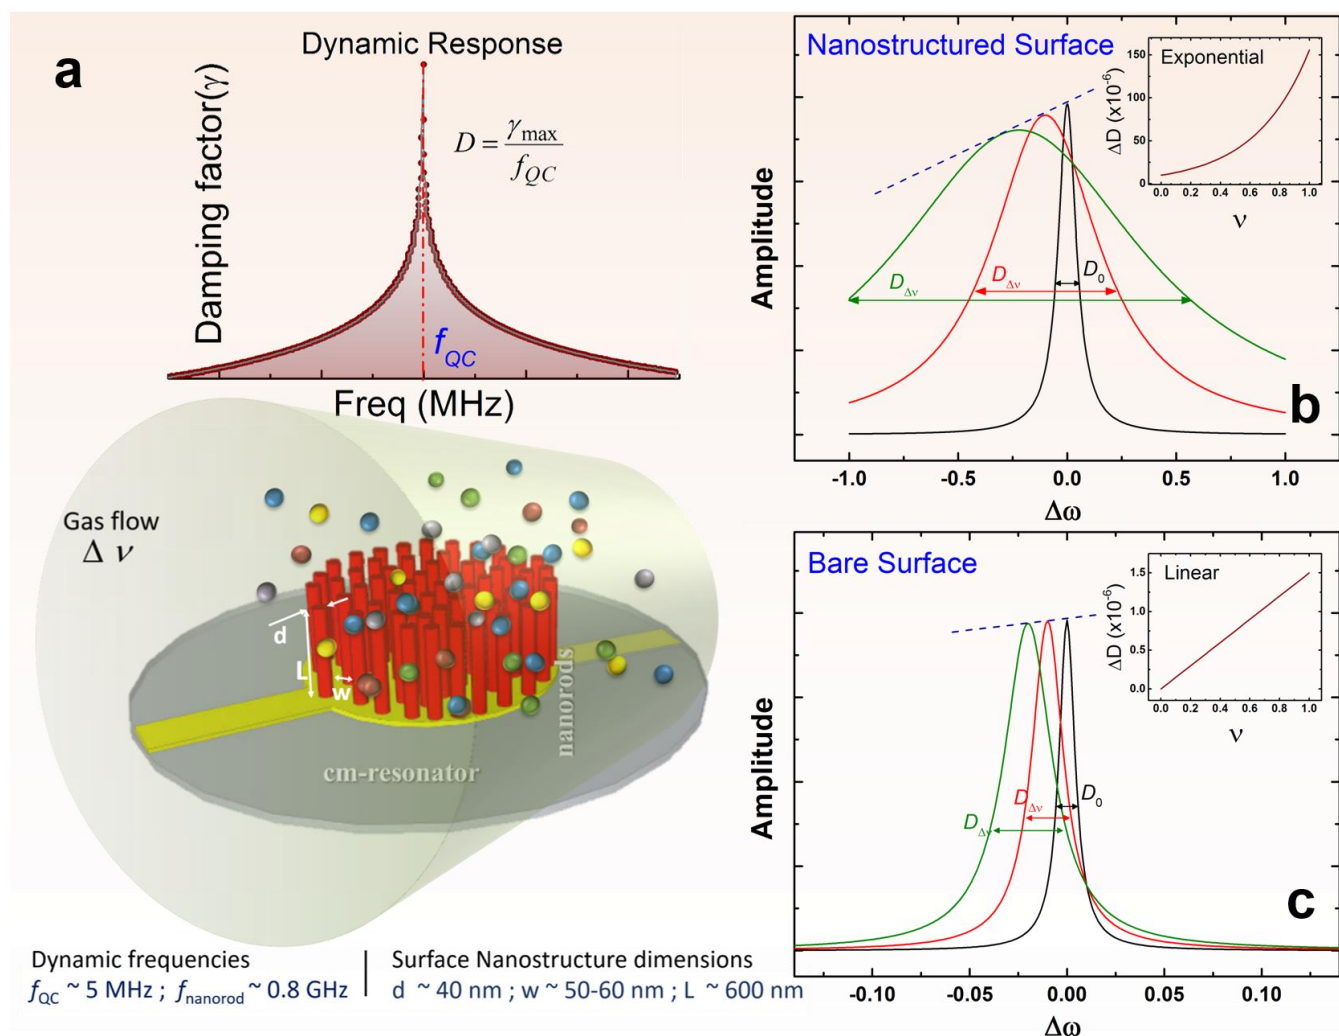 a
Dynamic Response
Damping factor(γ)
D = γmax / fQC
fQC
Freq (MHz)
Gas flow
Δ ν
d
L
w
nanorods
cm-resonator
Dynamic frequencies
fQC ~ 5 MHz ; fnanorod ~ 0.8 GHz
Surface Nanostructure dimensions
d ~ 40 nm ; w ~ 50-60 nm ; L ~ 600 nm
Nanostructured Surface
Amplitude
DΔν
DΔν
D0
b
-1.0 -0.5 0.0 0.5 1.0
Δω
Exponential
ΔD (x10-6)
150
100
50
25
0
0.0 0.2 0.4 0.6 0.8 1.0
ν
Bare Surface
Amplitude
DΔν
DΔν
D0
c
-0.10 -0.05 0.00 0.05 0.10
Δω
Linear
ΔD (x10-6)
1.5
1.0
0.5
0.0
0.0 0.2 0.4 0.6 0.8 1.0
ν